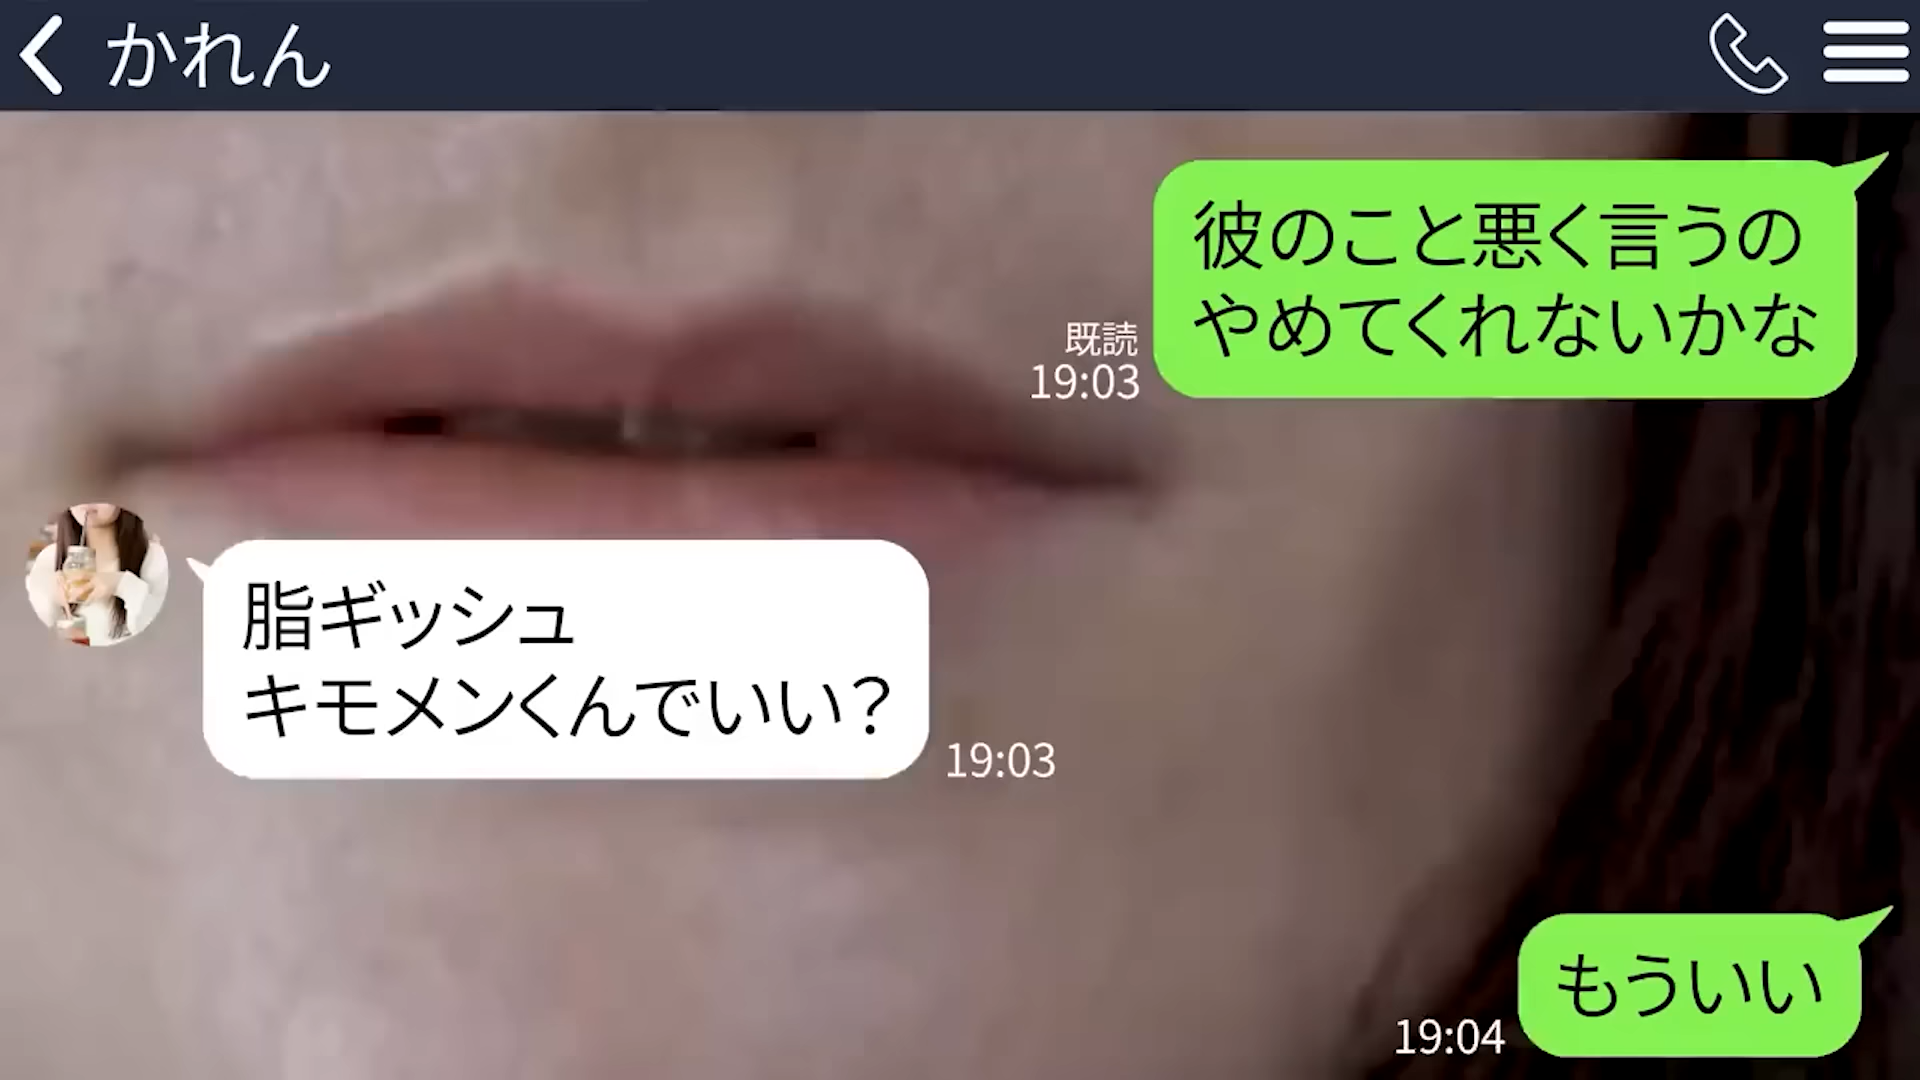 かれん
彼のこと悪く言うの
やめてくれないかな
既読
19:03
脂ギッシュ
キモメンくんでいい？
19:03
もういい
19:04